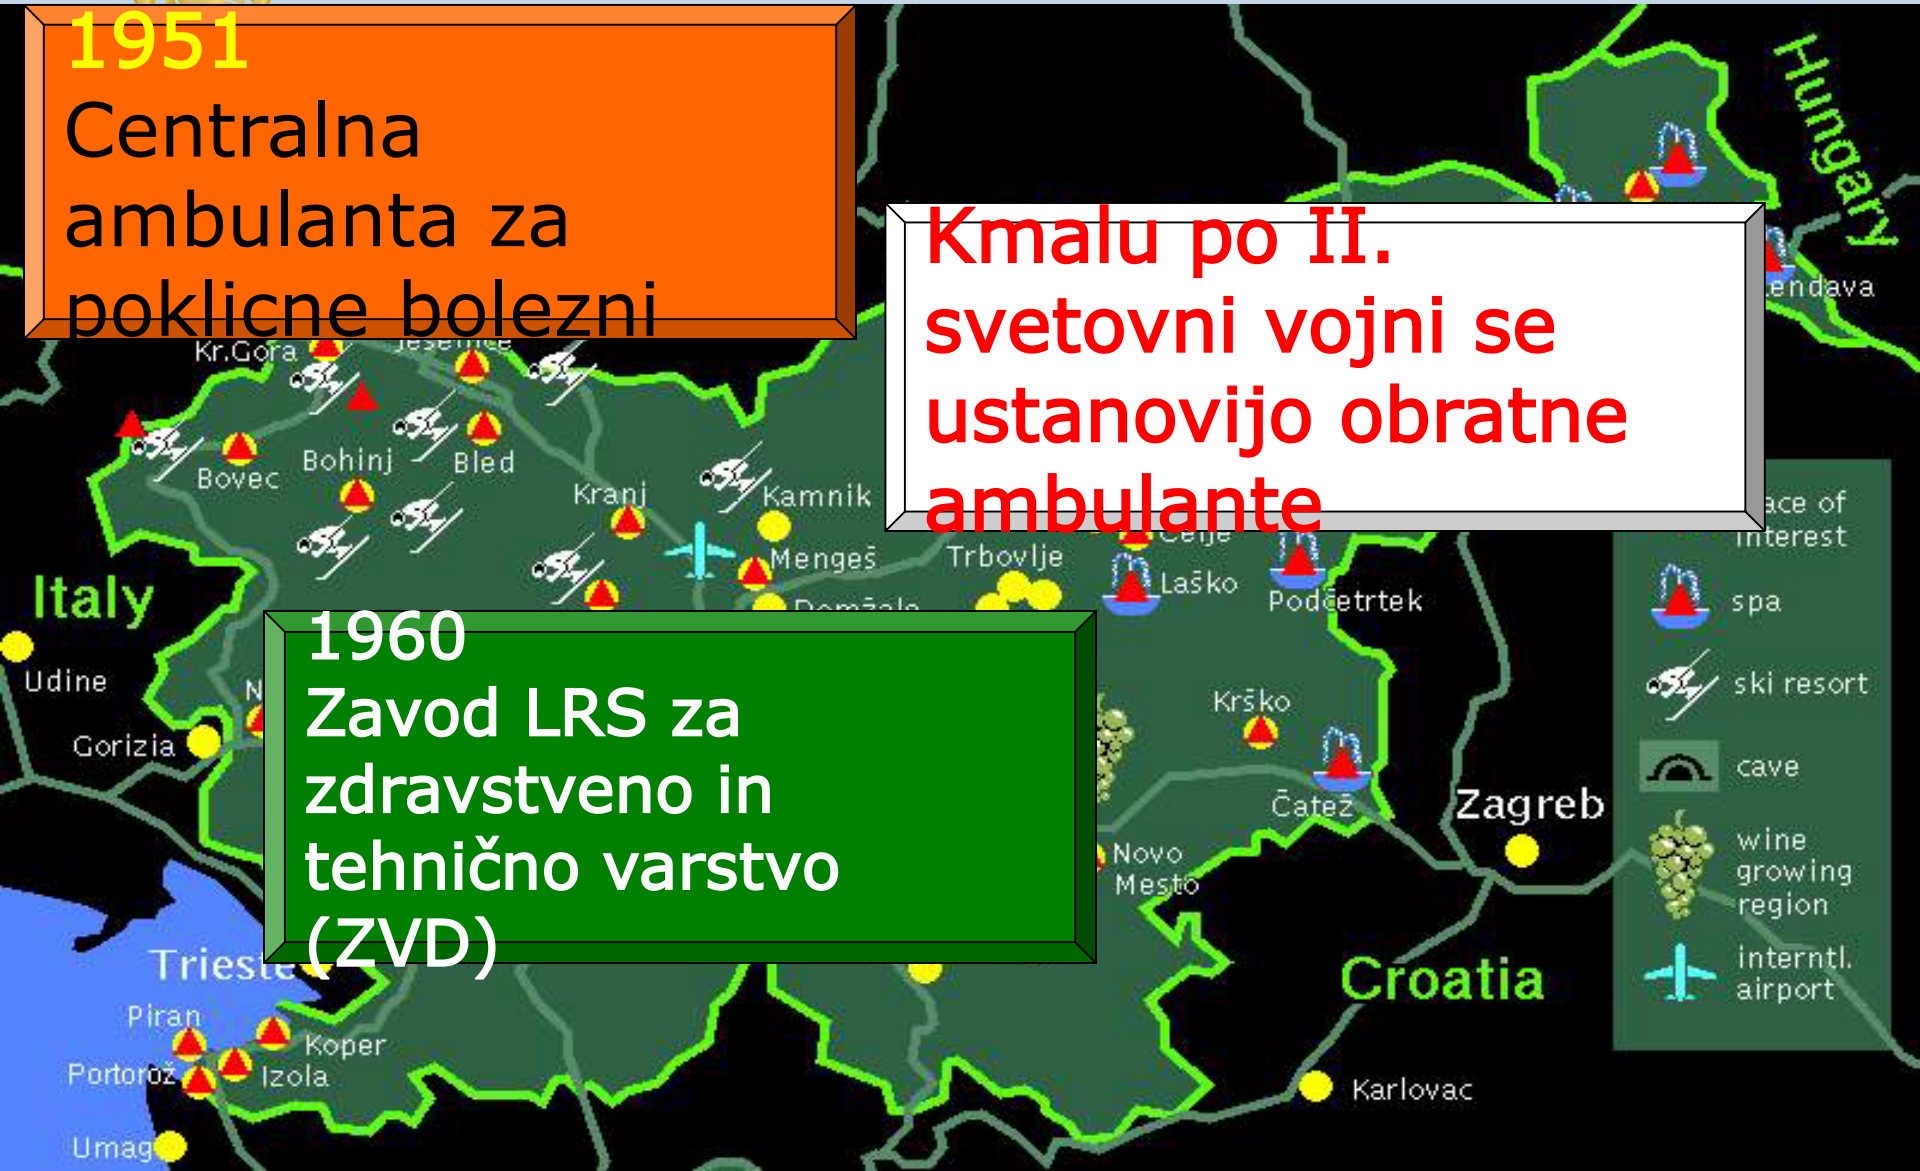 1951
Centralna
ambulanta za
poklicne bolezni
Kmalu po II.
svetovni vojni se
ustanovijo obratne
ambulante
1960
Zavod LRS za
zdravstveno in
tehnično varstvo
(ZVD)
Hungary
Kr.Gora
Jesenice
Bovec
Bohinj
Bled
Kranj
Kamnik
Mengeš
Domžale
Trbovlje
Celje
Laško
Podčetrtek
Italy
Udine
Gorizia
Krško
Čatež
Zagreb
Novo
Mesto
Trieste
Piran
Koper
Portorož
Izola
Umag
Croatia
Karlovac
interest
spa
ski resort
cave
wine
growing
region
interntl.
airport